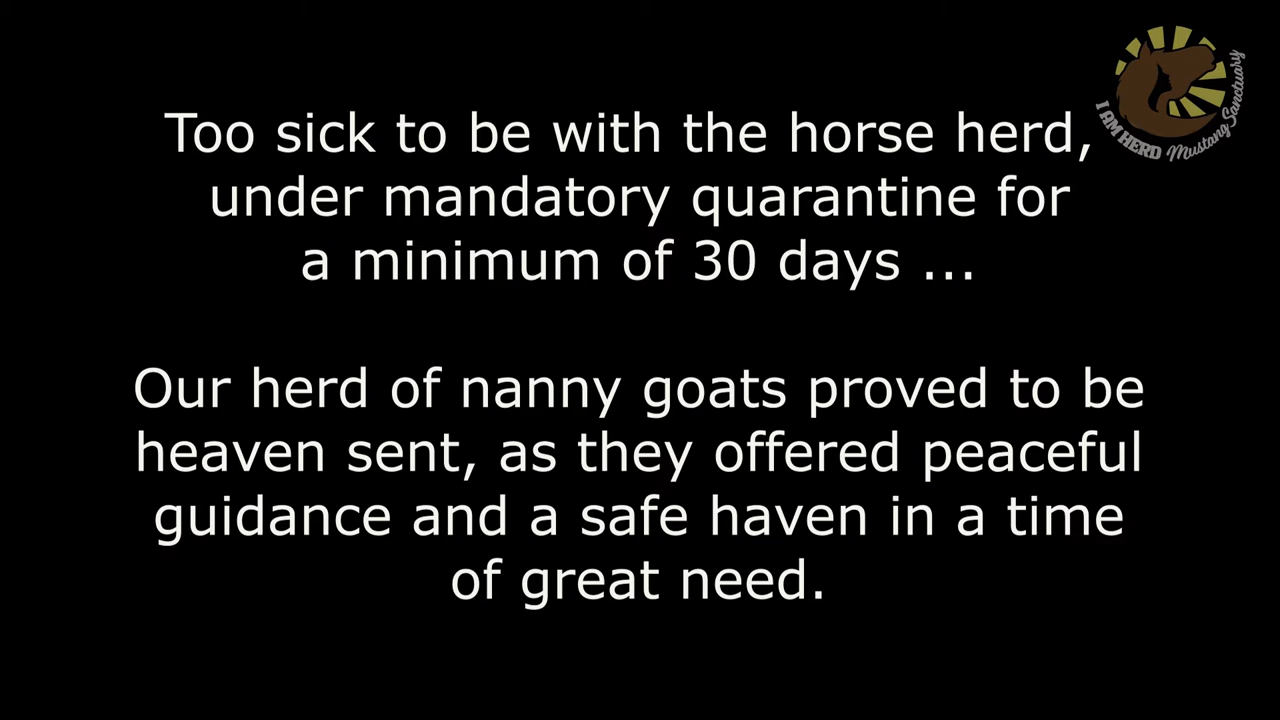 Too sick to be with the horse herd,
under mandatory quarantine for
a minimum of 30 days ...
Our herd of nanny goats proved to be
heaven sent, as they offered peaceful
guidance and a safe haven in a time
of great need.
I AM HERD Mustang Sanctuary